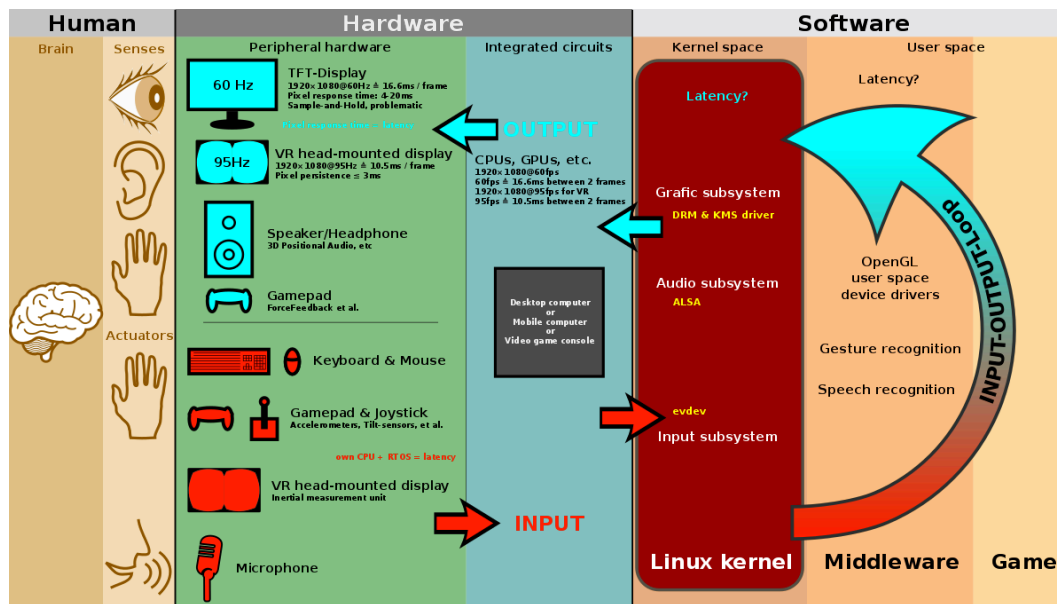 Human
Hardware
Software
Brain
Senses
Peripheral hardware
Integrated circuits
Kernel space
User space
60 Hz
TFT-Display
1920×1080@60Hz ≙ 16.6ms / frame
Pixel response time: 4-20ms
Sample-and-Hold, problematic
Pixel response time = latency
95Hz
VR head-mounted display
1920×1080@95Hz ≙ 10.5ms / frame
Pixel persistence ≤ 3ms
Speaker/Headphone
3D Positional Audio, etc
Gamepad
ForceFeedback et al.
Actuators
Keyboard & Mouse
Gamepad & Joystick
Accelerometers, Tilt-sensors, et al.
own CPU + RTOS = latency
VR head-mounted display
Inertial measurement unit
Microphone
OUTPUT
CPUs, GPUs, etc.
1920×1080@60fps
60fps ≙ 16.6ms between 2 frames
1920×1080@95fps for VR
95fps ≙ 10.5ms between 2 frames
Desktop computer
or
Mobile computer
or
Video game console
INPUT
Latency?
Grafic subsystem
DRM & KMS driver
Audio subsystem
ALSA
evdev
Input subsystem
Linux kernel
Latency?
OpenGL
user space
device drivers
Gesture recognition
Speech recognition
INPUT-OUTPUT-Loop
Middleware
Game